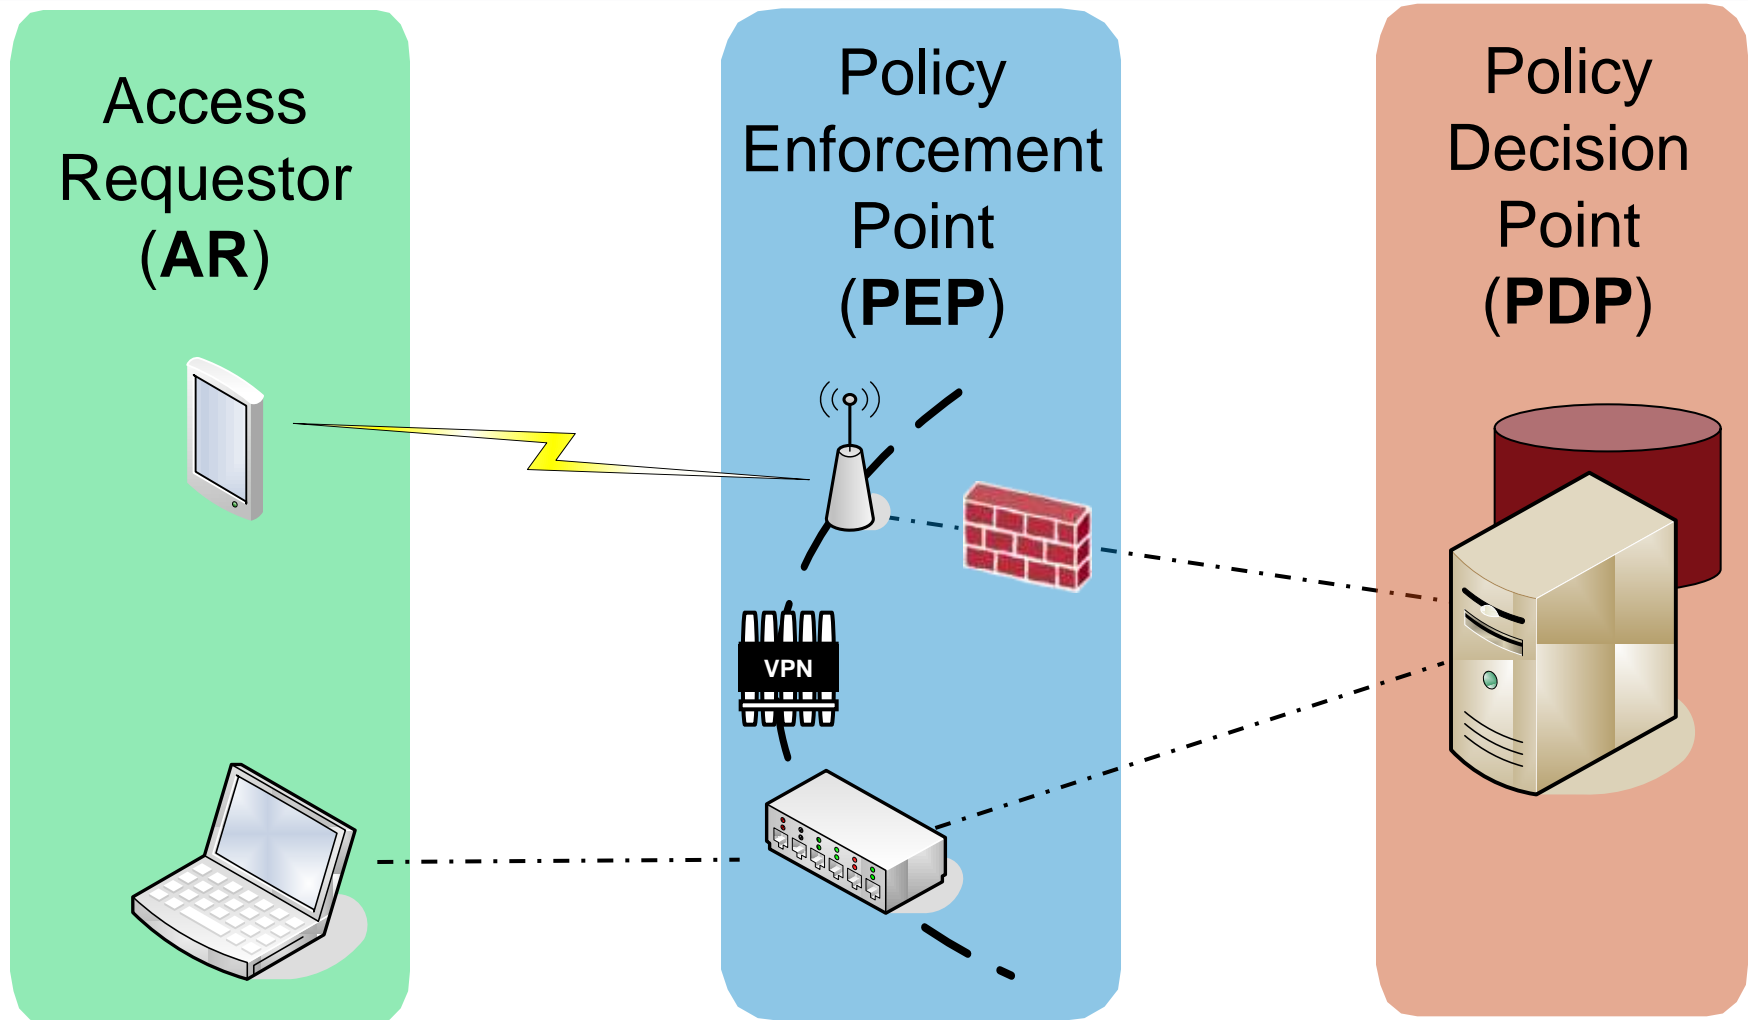 Access
Requestor
(AR)
Policy
Enforcement
Point
(PEP)
VPN
Policy
Decision
Point
(PDP)